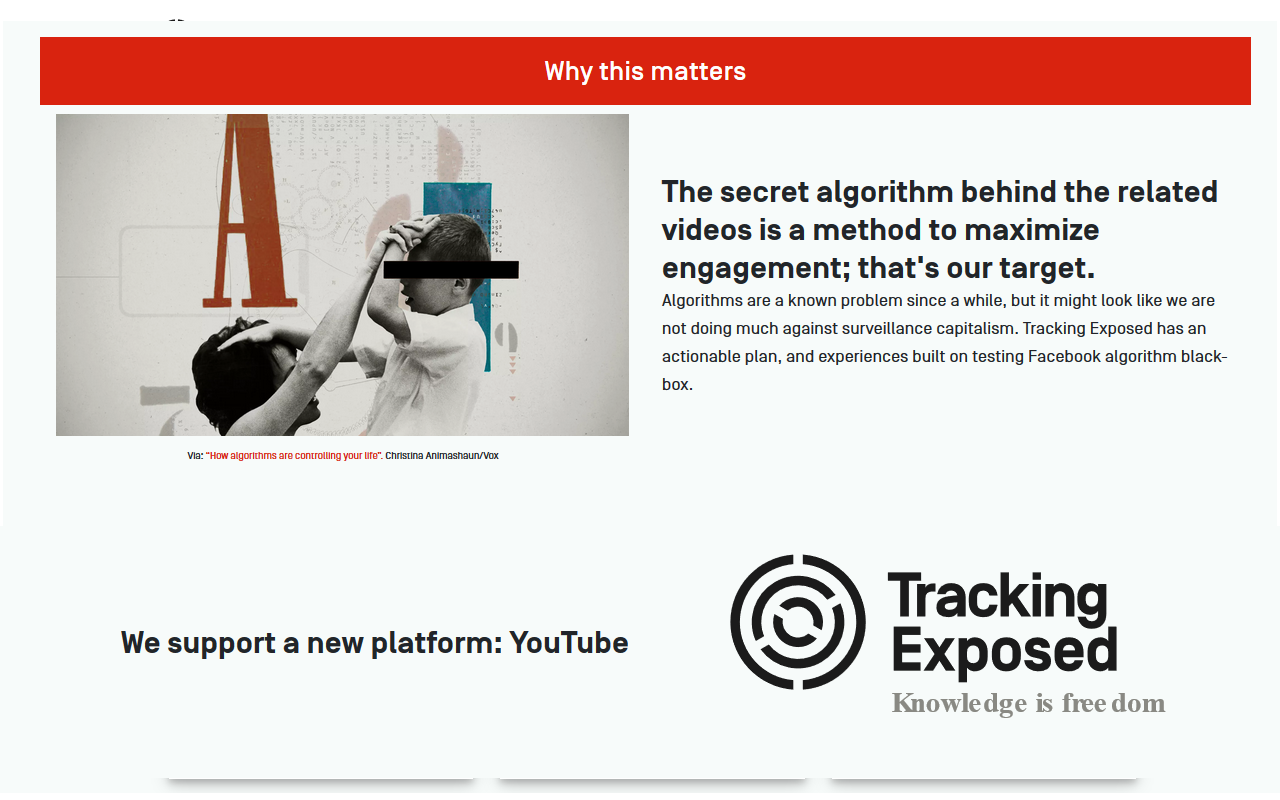 Why this matters
A
The secret algorithm behind the related
videos is a method to maximize
engagement; that's our target.
Algorithms are a known problem since a while, but it might look like we are
not doing much against surveillance capitalism. Tracking Exposed has an
actionable plan, and experiences built on testing Facebook algorithm black-
box.
Via: "How algorithms are controlling your life". Christina Animashaun/Vox
We support a new platform: YouTube
Tracking
Exposed
Knowledge is freedom